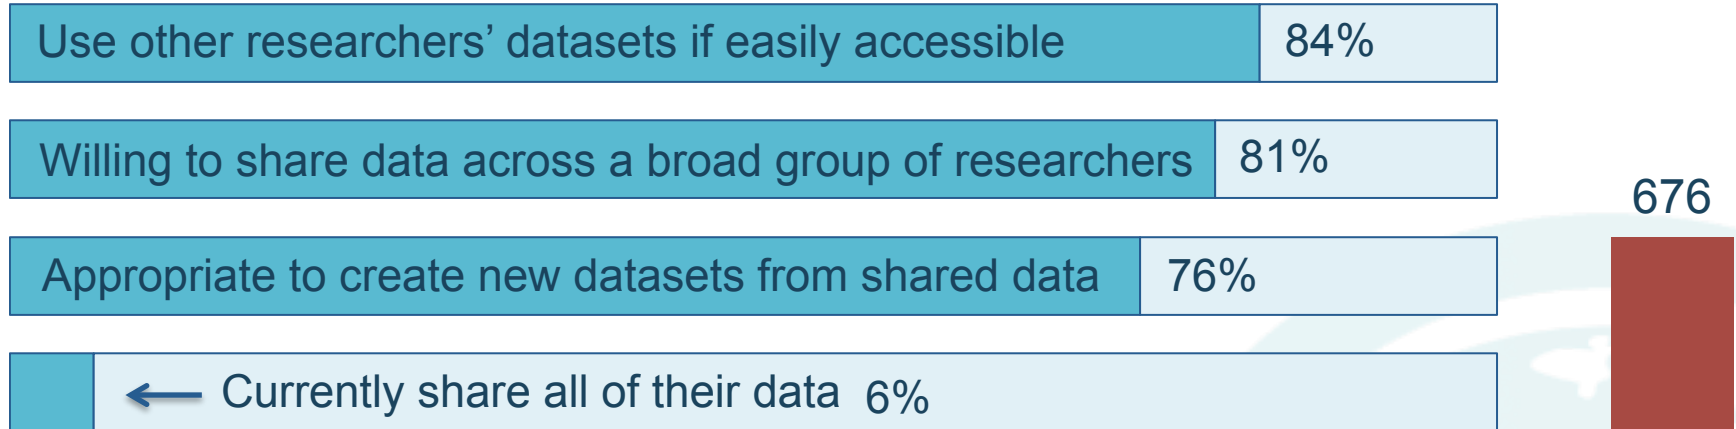 Use other researchers’ datasets if easily accessible 84%
Willing to share data across a broad group of researchers 81%
676
Appropriate to create new datasets from shared data 76%
Currently share all of their data 6%